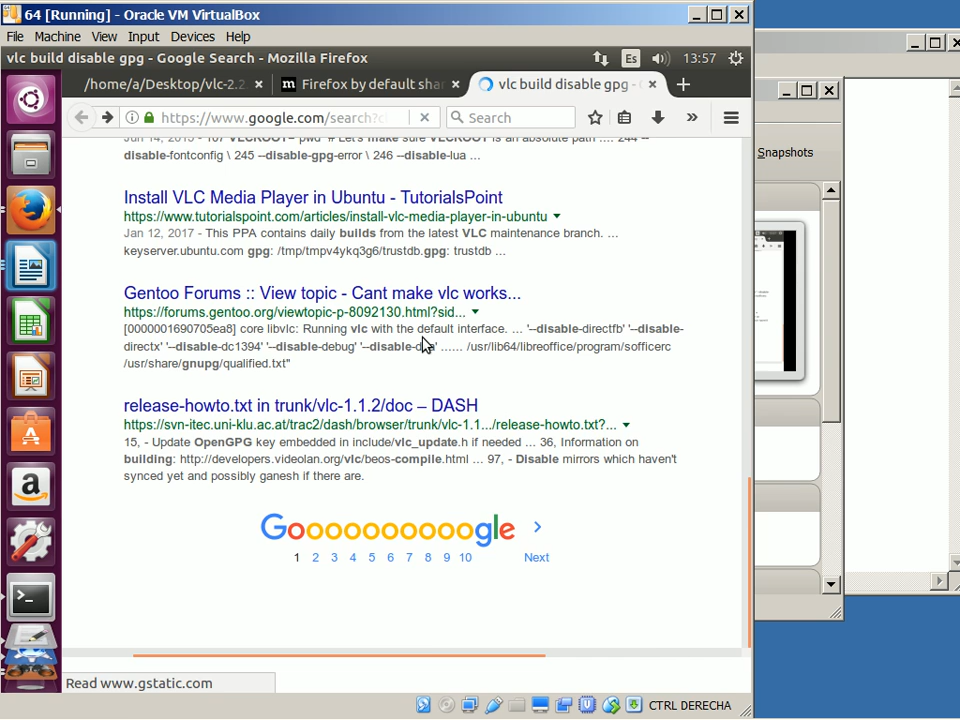 64 [Running] - Oracle VM VirtualBox
File Machine View Input Devices Help
vlc build disable gpg - Google Search - Mozilla Firefox
Es 13:57
/home/a/Desktop/vlc-2.2
m Firefox by default shar
vlc build disable gpg - G
https://www.google.com/search?c
Search
Snapshots
disable-fontconfig \ 245 --disable-gpg-error \ 246 --disable-lua ...
Install VLC Media Player in Ubuntu - TutorialsPoint
https://www.tutorialspoint.com/articles/install-vlc-media-player-in-ubuntu
Jan 12, 2017 - This PPA contains daily builds from the latest VLC maintenance branch. ...
keyserver.ubuntu.com gpg: /tmp/tmpv4ykq3g6/trustdb.gpg: trustdb ...
Gentoo Forums :: View topic - Cant make vlc works...
https://forums.gentoo.org/viewtopic-p-8092130.html?sid...
[0000001690705ea8] core libvlc: Running vlc with the default interface. ... '--disable-directfb' '--disable-
directx' '--disable-dc1394' '--disable-debug' '--disable- ...... /usr/lib64/libreoffice/program/sofficerc
/usr/share/gnupg/qualified.txt"
release-howto.txt in trunk/vlc-1.1.2/doc – DASH
https://svn-itec.uni-klu.ac.at/trac2/dash/browser/trunk/vlc-1.1.../release-howto.txt?...
15, - Update OpenGPG key embedded in include/vlc_update.h if needed ... 36, Information on
building: http://developers.videolan.org/vlc/beos-compile.html ... 97, - Disable mirrors which haven't
synced yet and possibly ganesh if there are.
Goooooooooogle >
1 2 3 4 5 6 7 8 9 10 Next
Read www.gstatic.com
CTRL DERECHA